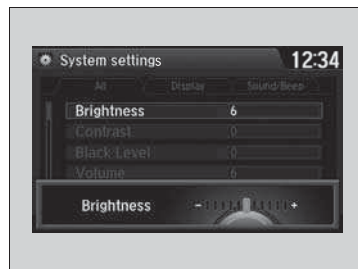 System settings 12:34
All Display Sound/Beep
Brightness 6
Contrast 0
Black Level 0
Volume 6
Brightness - +